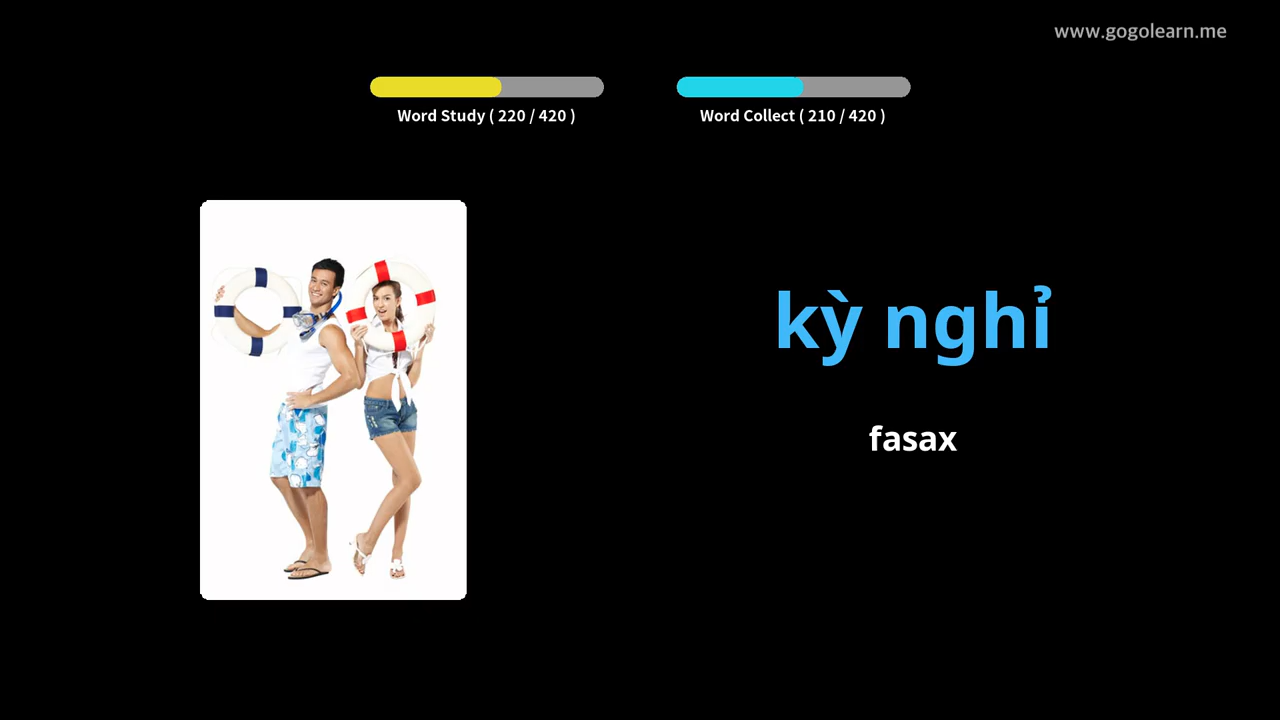 www.gogolearn.me
Word Study ( 220 / 420 )
Word Collect ( 210 / 420 )
kỳ nghỉ
fasax